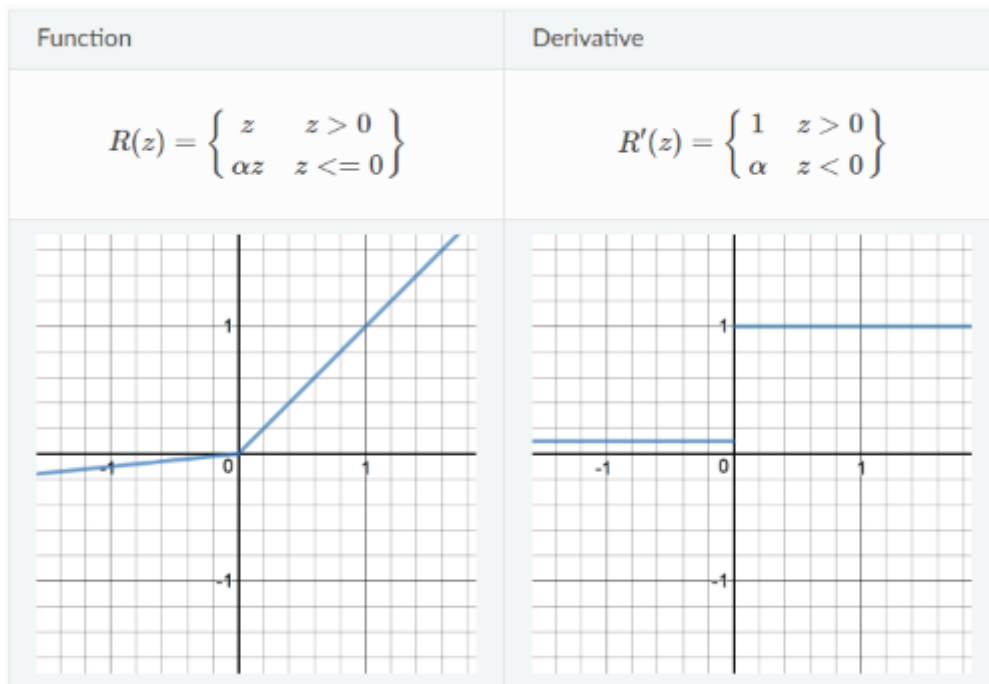 Function
Derivative
R(z) = { z z > 0
αz z <= 0 }
R′(z) = { 1 z > 0
α z < 0 }
1
-1 0 1
-1
1
-1 0 1
-1